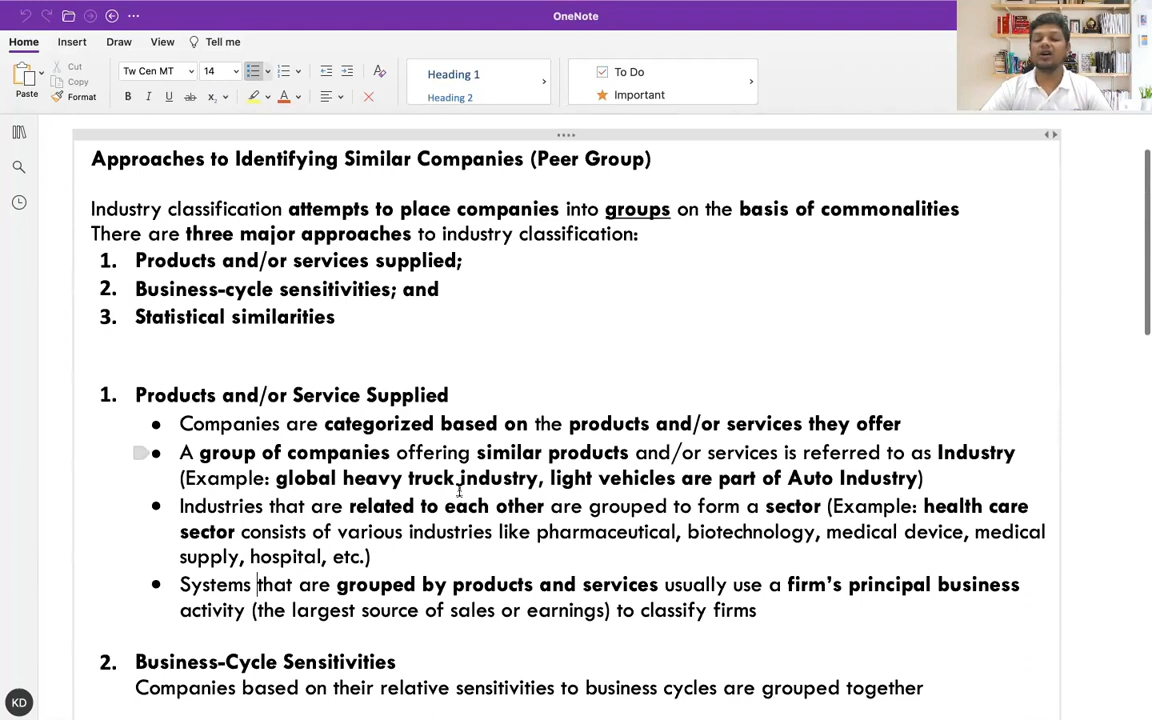 OneNote
Home Insert Draw View Tell me
Cut
Copy
Format
Paste
Tw Cen MT 14
B I U ab x₂ A
Heading 1
Heading 2
To Do
Important
Approaches to Identifying Similar Companies (Peer Group)
Industry classification attempts to place companies into groups on the basis of commonalities
There are three major approaches to industry classification:
1. Products and/or services supplied;
2. Business-cycle sensitivities; and
3. Statistical similarities
1. Products and/or Service Supplied
• Companies are categorized based on the products and/or services they offer
• A group of companies offering similar products and/or services is referred to as Industry
(Example: global heavy truck industry, light vehicles are part of Auto Industry)
• Industries that are related to each other are grouped to form a sector (Example: health care
sector consists of various industries like pharmaceutical, biotechnology, medical device, medical
supply, hospital, etc.)
• Systems that are grouped by products and services usually use a firm's principal business
activity (the largest source of sales or earnings) to classify firms
2. Business-Cycle Sensitivities
Companies based on their relative sensitivities to business cycles are grouped together
KD